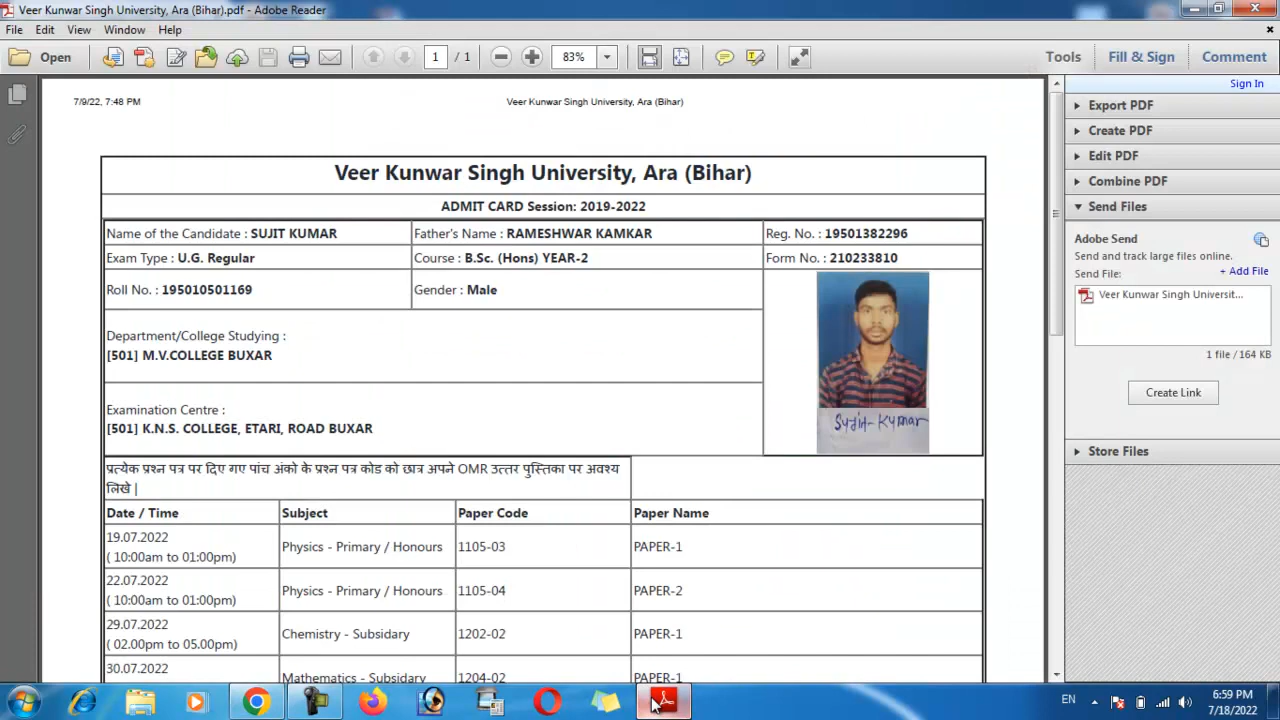 Veer Kunwar Singh University, Ara (Bihar).pdf - Adobe Reader
File Edit View Window Help
Open 1 / 1 83% Tools Fill & Sign Comment
Sign In
7/9/22, 7:48 PM Veer Kunwar Singh University, Ara (Bihar)
Veer Kunwar Singh University, Ara (Bihar)
ADMIT CARD Session: 2019-2022
Name of the Candidate : SUJIT KUMAR Father's Name : RAMESHWAR KAMKAR Reg. No. : 19501382296
Exam Type : U.G. Regular Course : B.Sc. (Hons) YEAR-2 Form No. : 210233810
Roll No. : 195010501169 Gender : Male
Department/College Studying :
[501] M.V.COLLEGE BUXAR
Sujit-Kumar
Examination Centre :
[501] K.N.S. COLLEGE, ETARI, ROAD BUXAR
प्रत्येक प्रश्न पत्र पर दिए गए पांच अंको के प्रश्न पत्र कोड को छात्र अपने OMR उत्तर पुस्तिका पर अवश्य
लिखे |
Date / Time Subject Paper Code Paper Name
19.07.2022
( 10:00am to 01:00pm) Physics - Primary / Honours 1105-03 PAPER-1
22.07.2022
( 10:00am to 01:00pm) Physics - Primary / Honours 1105-04 PAPER-2
29.07.2022
( 02.00pm to 05.00pm) Chemistry - Subsidary 1202-02 PAPER-1
30.07.2022
Mathematics - Subsidary 1204-02 PAPER-1
Export PDF
Create PDF
Edit PDF
Combine PDF
Send Files
Adobe Send
Send and track large files online.
Send File: + Add File
Veer Kunwar Singh Universit...
1 file / 164 KB
Create Link
Store Files
EN
6:59 PM
7/18/2022